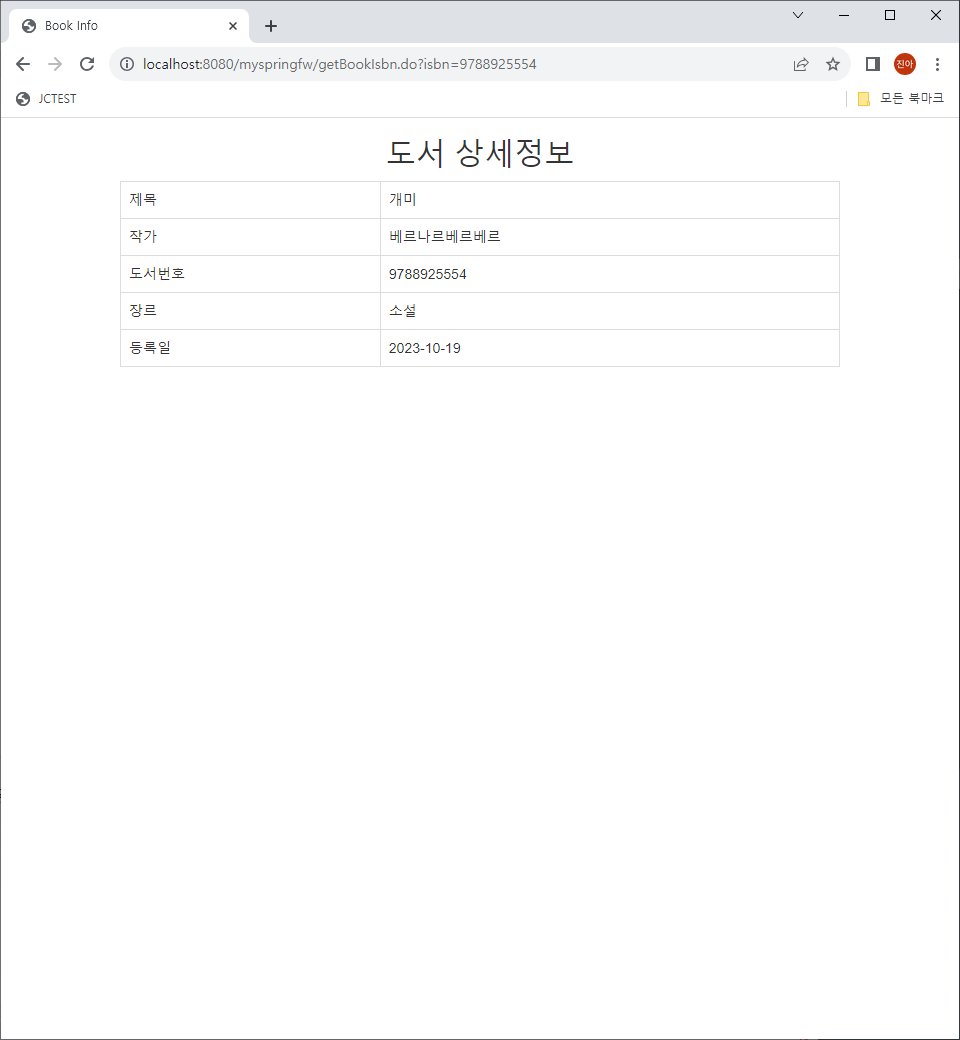 Book Info
localhost:8080/myspringfw/getBookIsbn.do?isbn=9788925554
진아
JCTEST
모든 북마크
도서 상세정보
제목 개미
작가 베르나르베르베르
도서번호 9788925554
장르 소설
등록일 2023-10-19